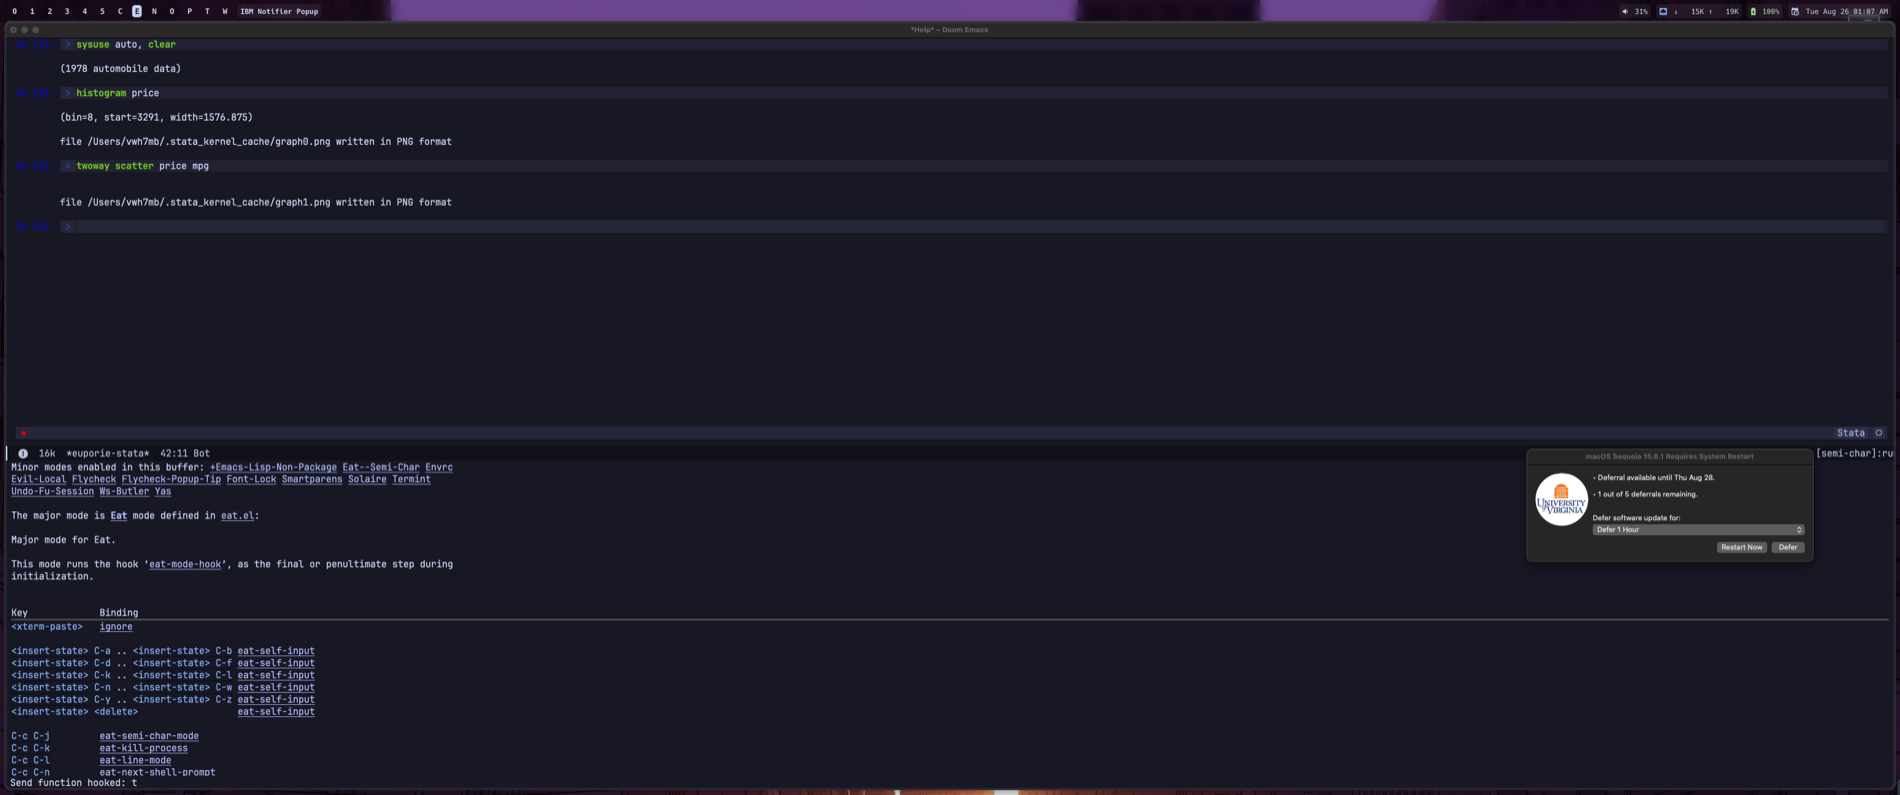 0 1 2 3 4 5 C E N O P T W IBM Notifier Popup
31% ↓ 15K ↑ 19K 100% Tue Aug 26 01:07 AM
*Help* – Doom Emacs
In [1] > sysuse auto, clear
(1978 automobile data)
In [2] > histogram price
(bin=8, start=3291, width=1576.875)
file /Users/vwh7mb/.stata_kernel_cache/graph0.png written in PNG format
In [3] > twoway scatter price mpg
file /Users/vwh7mb/.stata_kernel_cache/graph1.png written in PNG format
In [4] >
Stata
16k *euporie-stata* 42:11 Bot
[semi-char]:ru
Minor modes enabled in this buffer: +Emacs-Lisp-Non-Package Eat--Semi-Char Envrc
Evil-Local Flycheck Flycheck-Popup-Tip Font-Lock Smartparens Solaire Termint
Undo-Fu-Session Ws-Butler Yas
The major mode is Eat mode defined in eat.el:
Major mode for Eat.
This mode runs the hook ‘eat-mode-hook’, as the final or penultimate step during
initialization.
Key Binding
<xterm-paste> ignore
<insert-state> C-a .. <insert-state> C-b eat-self-input
<insert-state> C-d .. <insert-state> C-f eat-self-input
<insert-state> C-k .. <insert-state> C-l eat-self-input
<insert-state> C-n .. <insert-state> C-w eat-self-input
<insert-state> C-y .. <insert-state> C-z eat-self-input
<insert-state> <delete> eat-self-input
C-c C-j eat-semi-char-mode
C-c C-k eat-kill-process
C-c C-l eat-line-mode
C-c C-n eat-next-shell-prompt
Send function hooked: t
macOS Sequoia 15.6.1 Requires System Restart
UNIVERSITY
of VIRGINIA
• Deferral available until Thu Aug 28.
• 1 out of 5 deferrals remaining.
Defer software update for:
Defer 1 Hour
Restart Now Defer